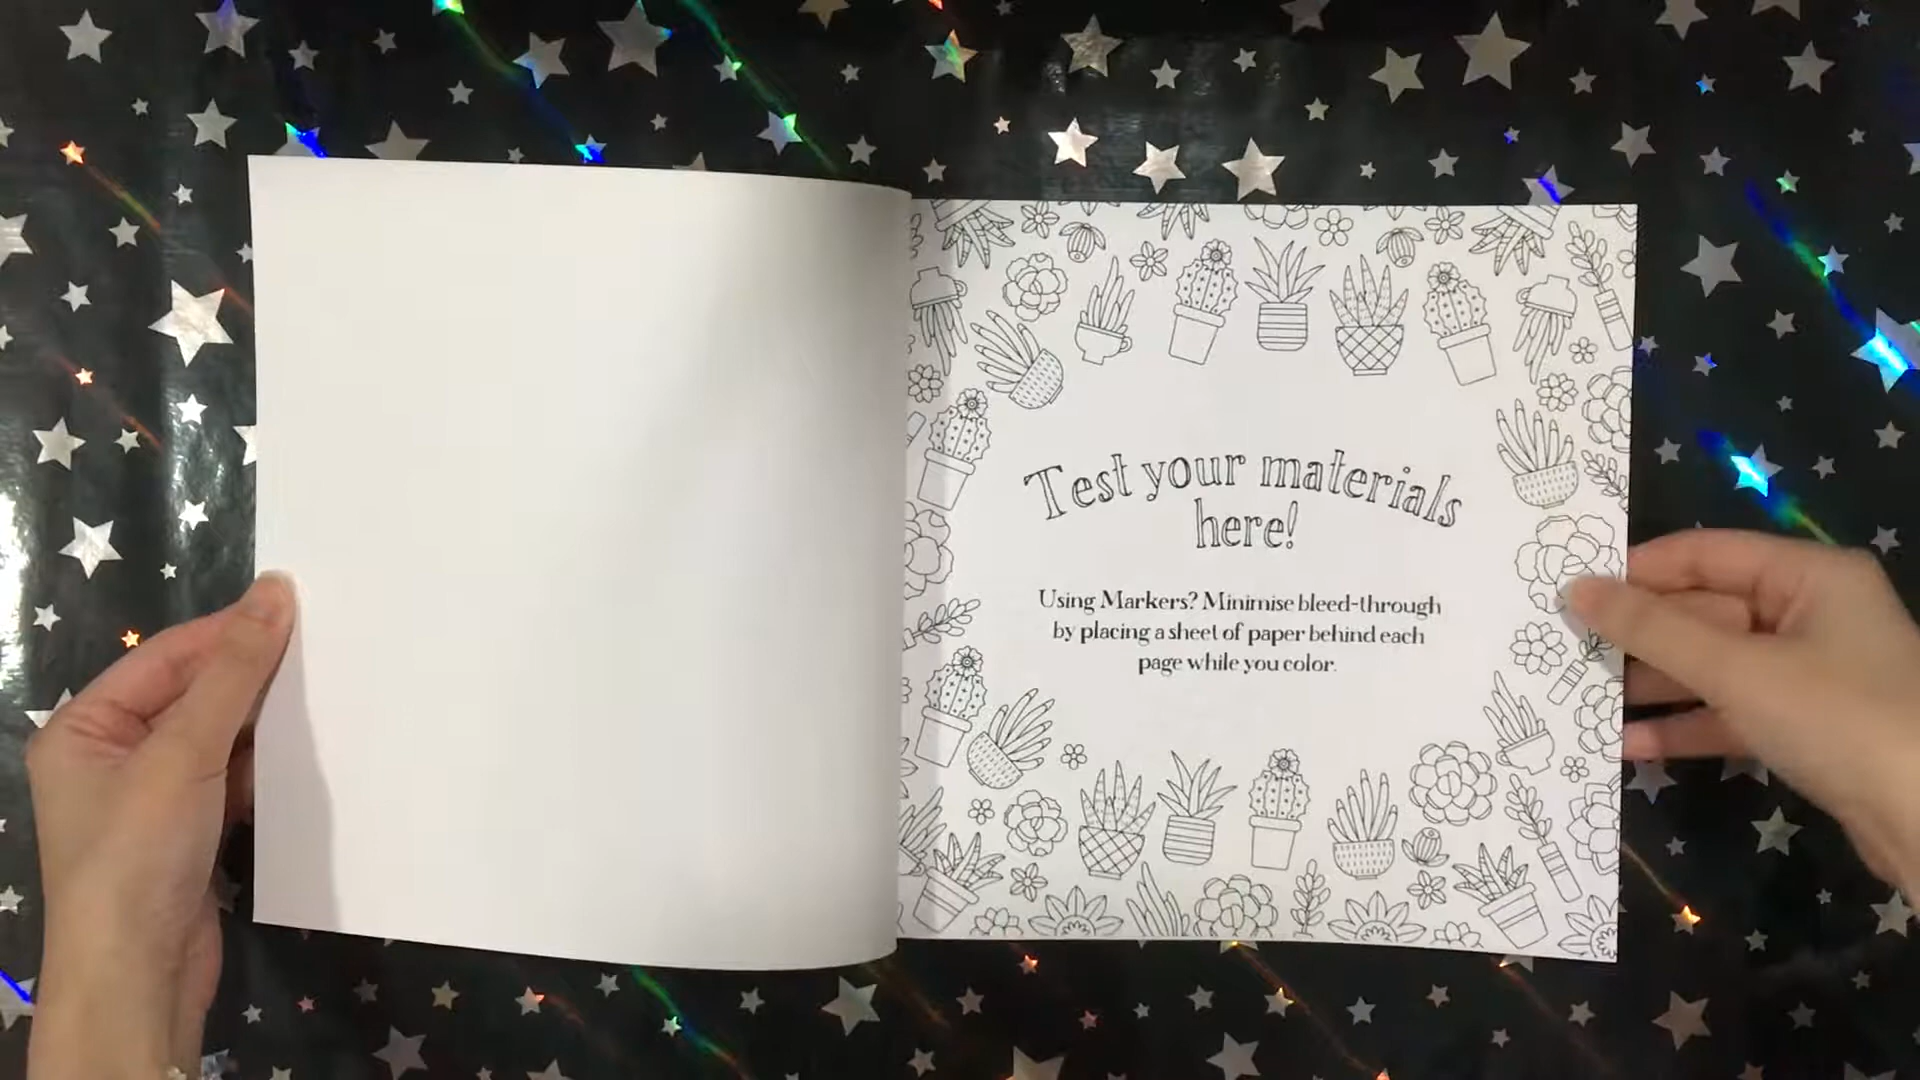 Test your materials
here!
Using Markers? Minimise bleed-through
by placing a sheet of paper behind each
page while you color.